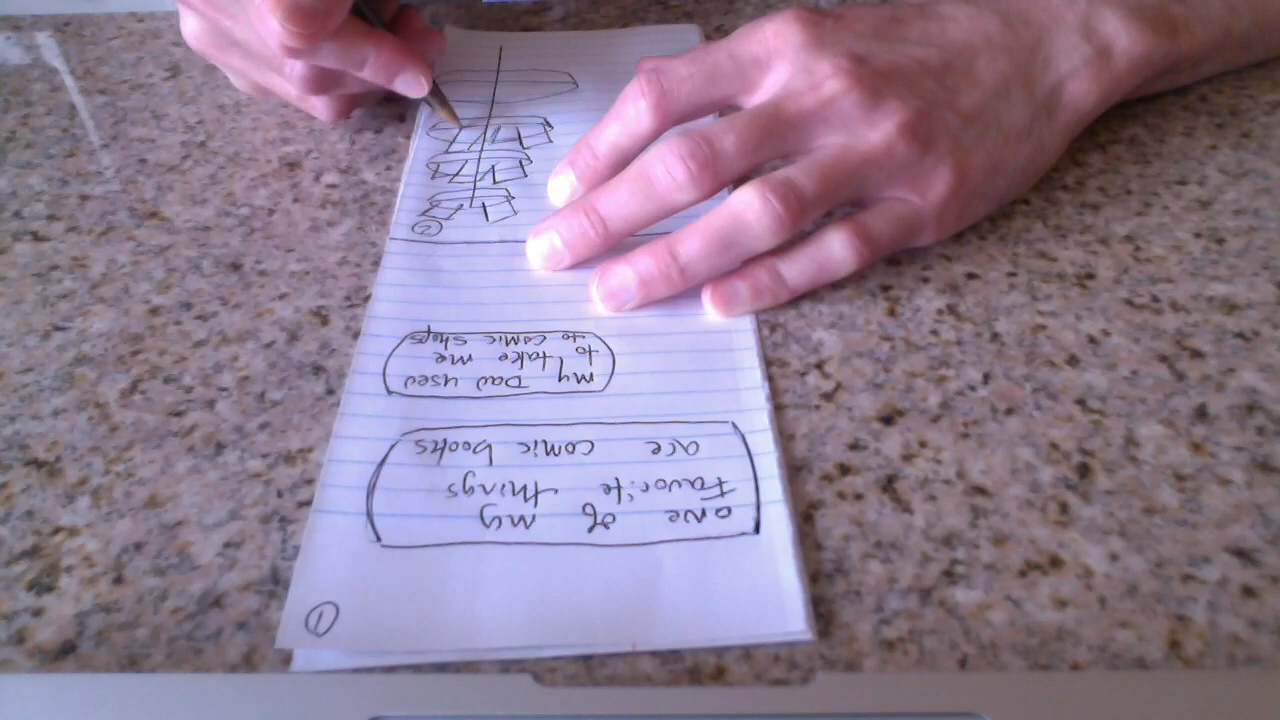 ①
one of my
Favorite things
are comic books
my Dad used
to take me
to comic shops
②